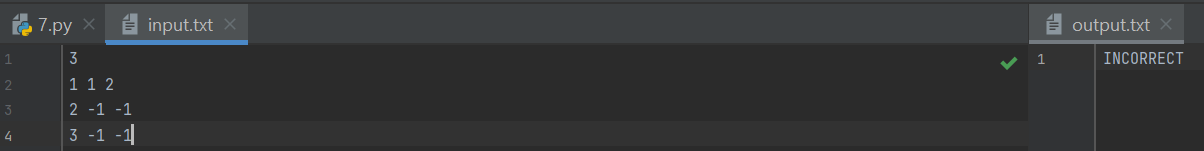 7.py input.txt output.txt
1 3 1 INCORRECT
2 1 1 2
3 2 -1 -1
4 3 -1 -1